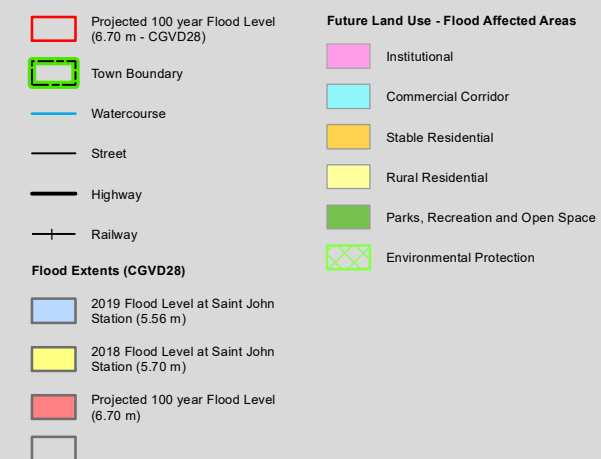 Projected 100 year Flood Level
(6.70 m - CGVD28)
Town Boundary
Watercourse
Street
Highway
Railway
Flood Extents (CGVD28)
2019 Flood Level at Saint John
Station (5.56 m)
2018 Flood Level at Saint John
Station (5.70 m)
Projected 100 year Flood Level
(6.70 m)
Future Land Use - Flood Affected Areas
Institutional
Commercial Corridor
Stable Residential
Rural Residential
Parks, Recreation and Open Space
Environmental Protection